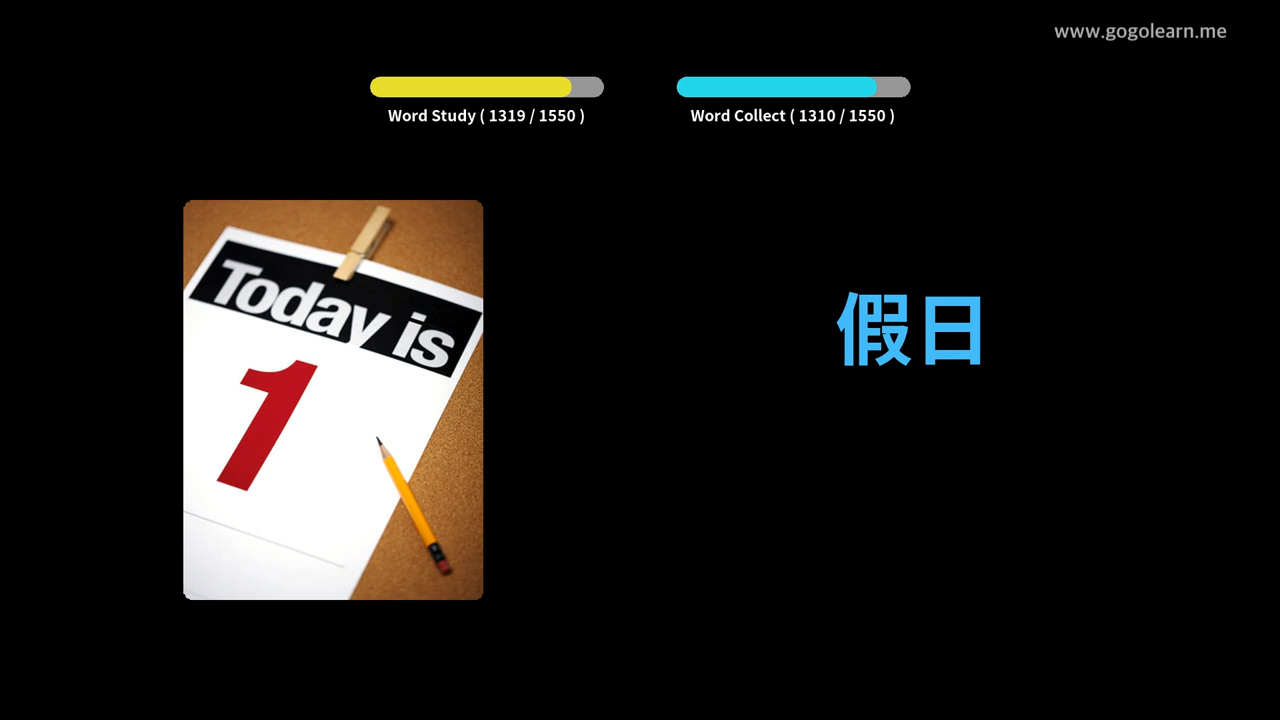 www.gogolearn.me
Word Study ( 1319 / 1550 )
Word Collect ( 1310 / 1550 )
Today is
1
假日